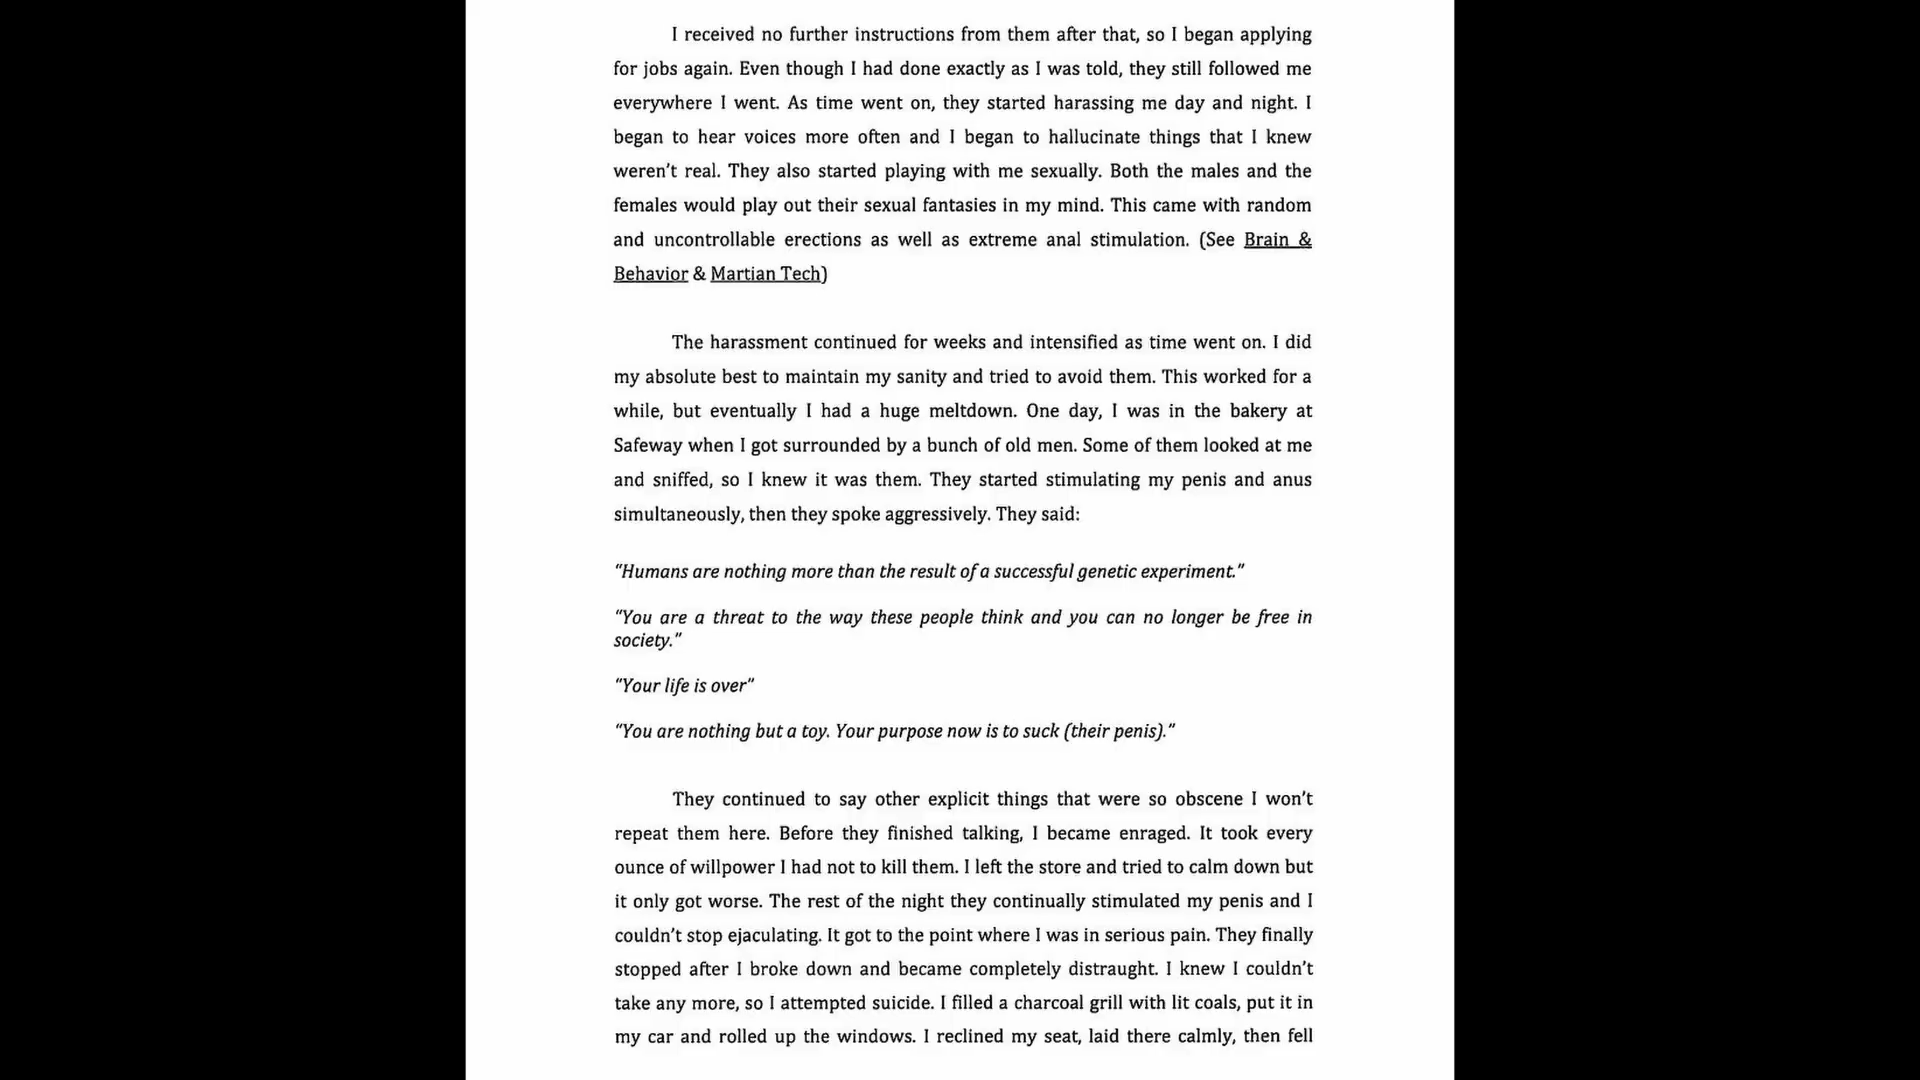 I received no further instructions from them after that, so I began applying
for jobs again. Even though I had done exactly as I was told, they still followed me
everywhere I went. As time went on, they started harassing me day and night. I
began to hear voices more often and I began to hallucinate things that I knew
weren't real. They also started playing with me sexually. Both the males and the
females would play out their sexual fantasies in my mind. This came with random
and uncontrollable erections as well as extreme anal stimulation. (See Brain &
Behavior & Martian Tech)
The harassment continued for weeks and intensified as time went on. I did
my absolute best to maintain my sanity and tried to avoid them. This worked for a
while, but eventually I had a huge meltdown. One day, I was in the bakery at
Safeway when I got surrounded by a bunch of old men. Some of them looked at me
and sniffed, so I knew it was them. They started stimulating my penis and anus
simultaneously, then they spoke aggressively. They said:
"Humans are nothing more than the result of a successful genetic experiment."
"You are a threat to the way these people think and you can no longer be free in
society."
"Your life is over"
"You are nothing but a toy. Your purpose now is to suck (their penis)."
They continued to say other explicit things that were so obscene I won't
repeat them here. Before they finished talking, I became enraged. It took every
ounce of willpower I had not to kill them. I left the store and tried to calm down but
it only got worse. The rest of the night they continually stimulated my penis and I
couldn't stop ejaculating. It got to the point where I was in serious pain. They finally
stopped after I broke down and became completely distraught. I knew I couldn't
take any more, so I attempted suicide. I filled a charcoal grill with lit coals, put it in
my car and rolled up the windows. I reclined my seat, laid there calmly, then fell